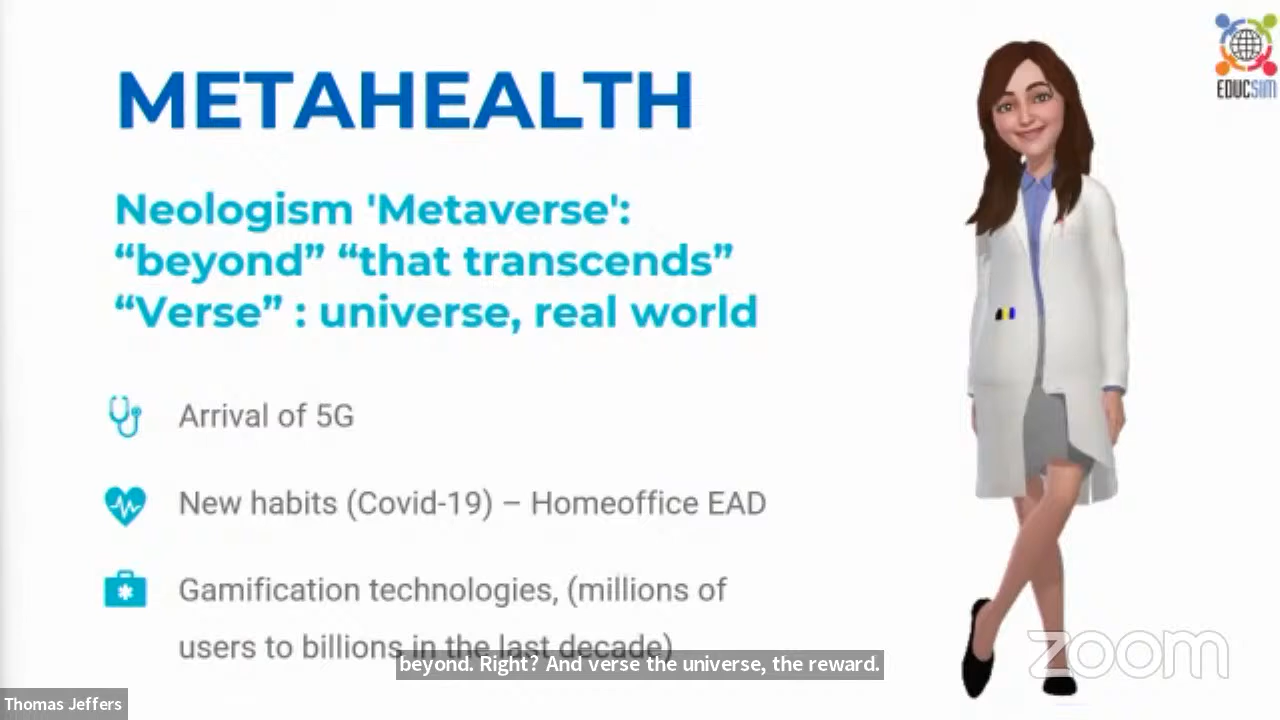 METAHEALTH
EDUCSIM
Neologism 'Metaverse':
“beyond” “that transcends”
“Verse” : universe, real world
Arrival of 5G
New habits (Covid-19) – Homeoffice EAD
Gamification technologies, (millions of
users to billions in the last decade)
beyond. Right? And verse the universe, the reward.
zoom
Thomas Jeffers